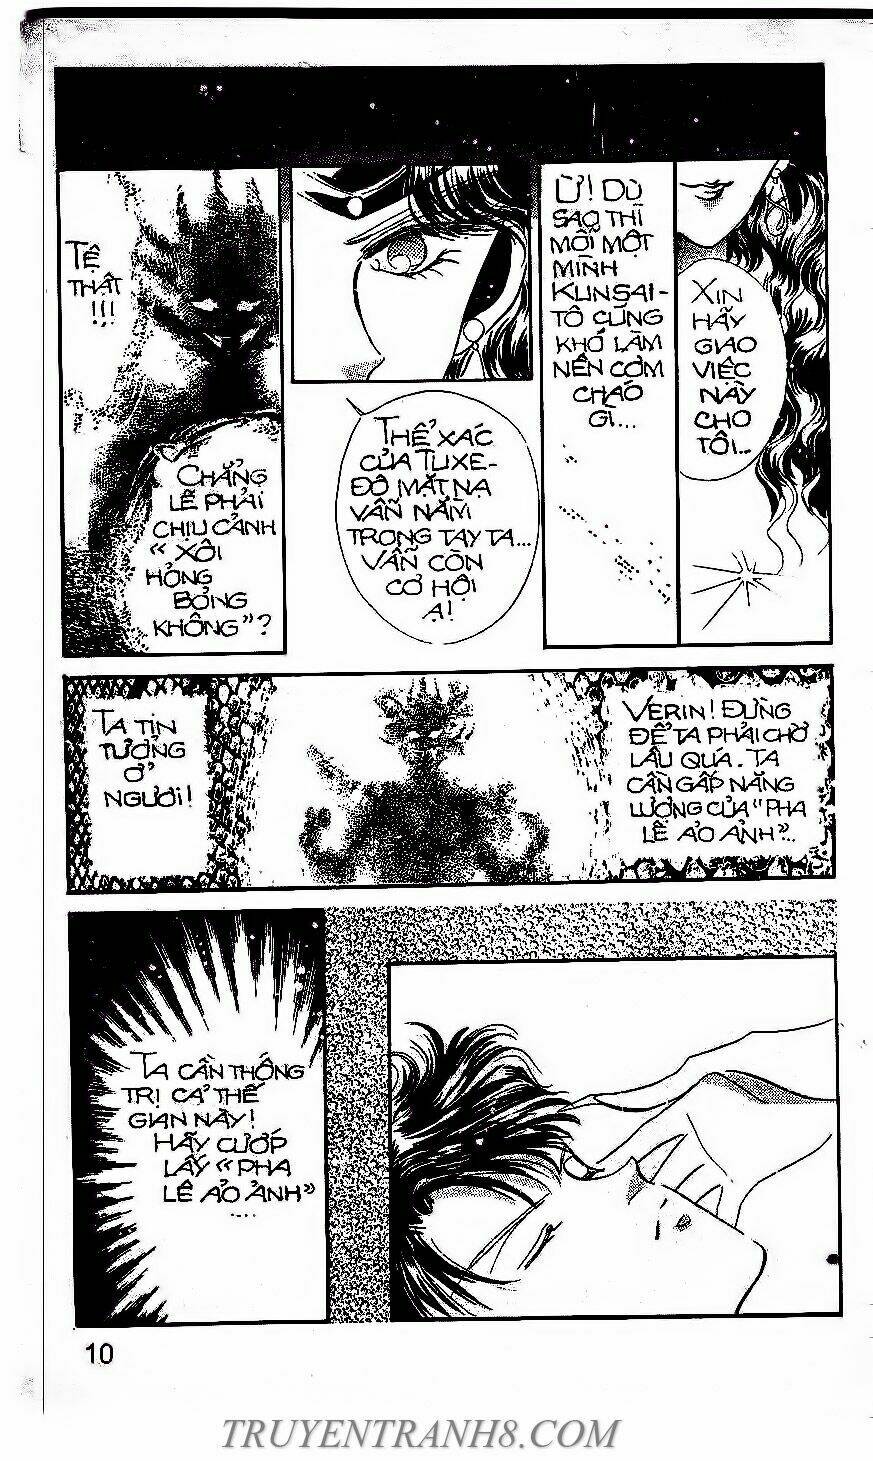 XIN
HÃY
GIAO
VIỆC
NÀY
CHO
TÔI...
Ừ! DÙ
SAO THÌ
MỖI MỘT
MÌNH
KUNSAI-
TÔ CŨNG
KHÓ LÀM
NÊN CƠM
CHÁO
GÌ...
THỂ XÁC
CỦA TUXE-
ĐÔ MẶT NẠ
VẪN NẰM
TRONG TAY TA...
VẪN CÒN
CƠ HỘI
Ạ!
TỆ
THẬT
!!!
CHẲNG
LẼ PHẢI
CHỊU CẢNH
“XÔI
HỎNG
BỎNG
KHÔNG”?
VERIN! ĐỪNG
ĐỂ TA PHẢI CHỜ
LÂU QUÁ. TA
CẦN GẤP NĂNG
LƯỢNG CỦA “PHA
LÊ ẢO ẢNH”...
TA TIN
TƯỞNG
Ở
NGƯƠI!
TA CẦN THỐNG
TRỊ CẢ THẾ
GIAN NÀY!
HÃY CƯỚP
LẤY “PHA
LÊ ẢO ẢNH”
....
10
TRUYENTRANH8.COM